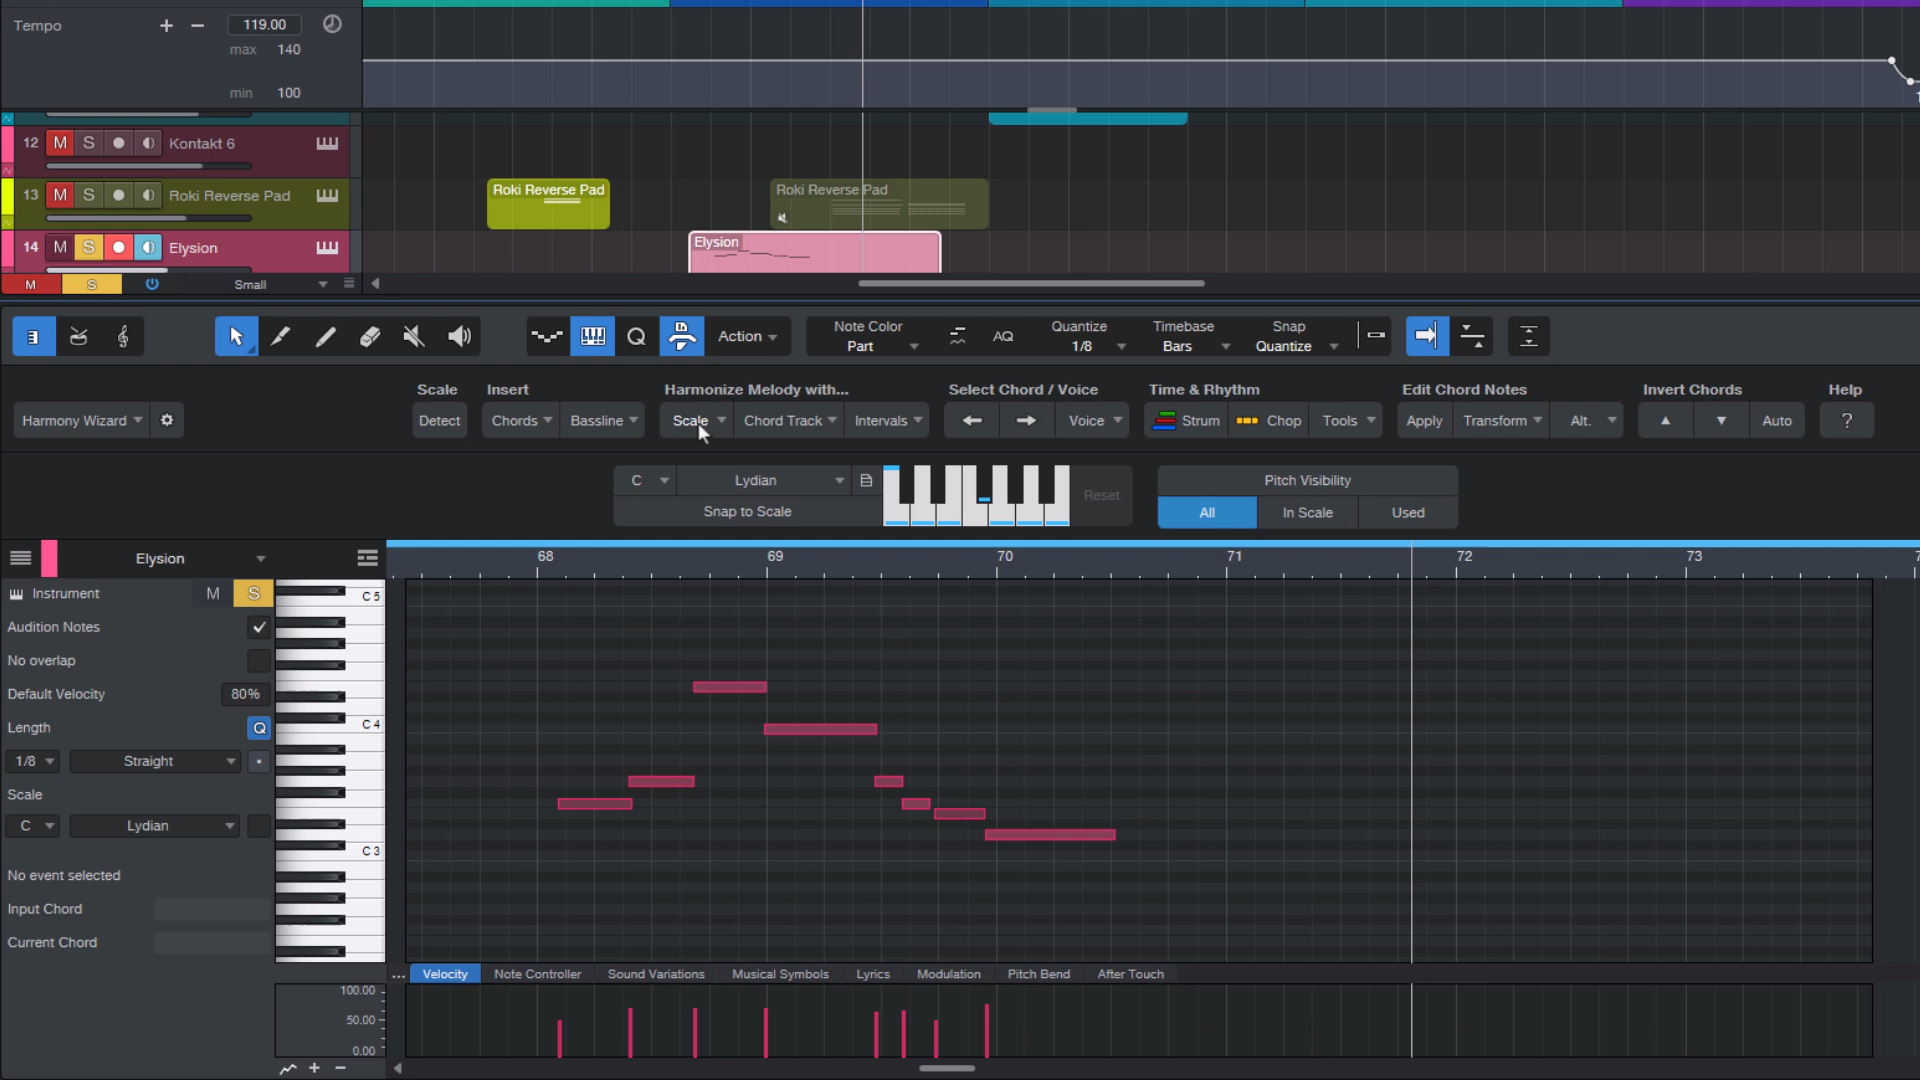 Tempo + − 119.00
max 140
min 100
12 M S Kontakt 6
13 M S Roki Reverse Pad
Roki Reverse Pad
Roki Reverse Pad
14 M S Elysion
Elysion
M S Small
Q Action
Note Color
Part
AQ
Quantize
1/8
Timebase
Bars
Snap
Quantize
Scale Insert Harmonize Melody with... Select Chord / Voice Time & Rhythm Edit Chord Notes Invert Chords Help
Harmony Wizard Detect Chords Bassline Scale Chord Track Intervals Voice Strum Chop Tools Apply Transform Alt. Auto ?
C Lydian
Snap to Scale
Reset
Pitch Visibility
All In Scale Used
Elysion
68 69 70 71 72 73
Instrument M S
Audition Notes
No overlap
Default Velocity 80%
Length Q
1/8 Straight
Scale
C Lydian
No event selected
Input Chord
Current Chord
C 5
C 4
C 3
... Velocity Note Controller Sound Variations Musical Symbols Lyrics Modulation Pitch Bend After Touch
100.00
50.00
0.00
+ −